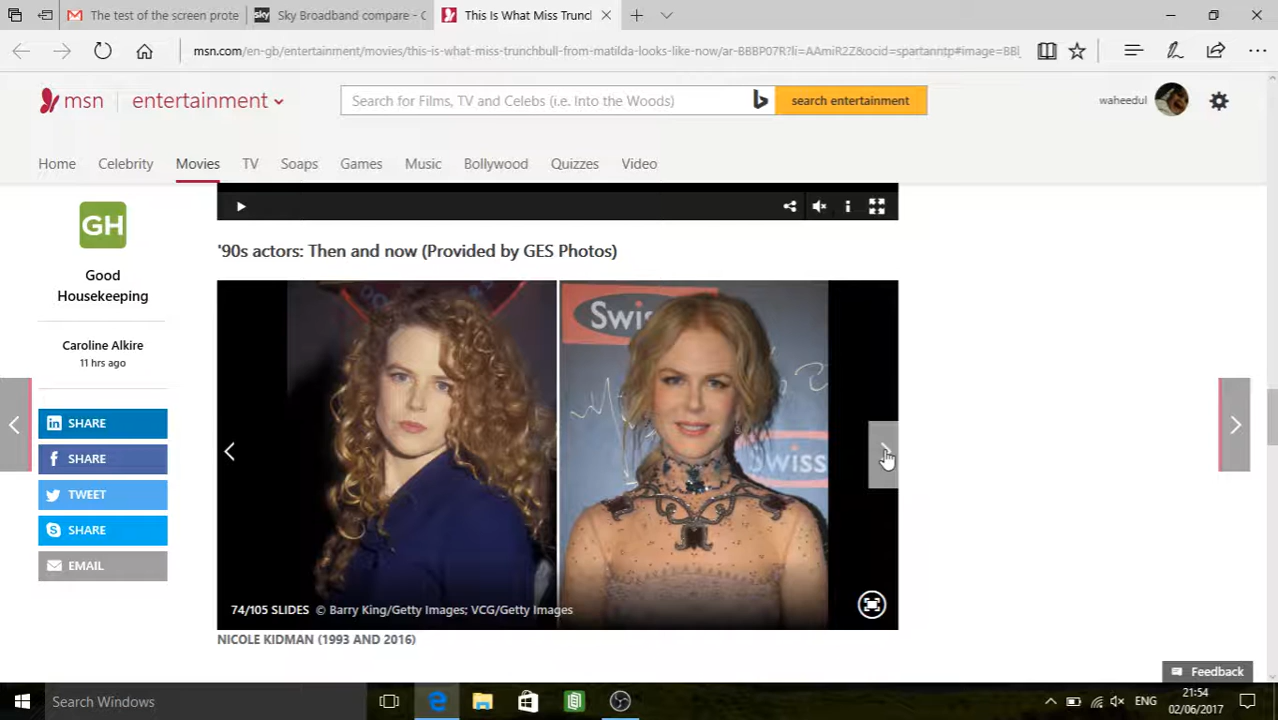 The test of the screen prote
Sky Broadband compare - C
This Is What Miss Trunch
msn.com/en-gb/entertainment/movies/this-is-what-miss-trunchbull-from-matilda-looks-like-now/ar-BBBP07R?li=AAmiR2Z&ocid=spartanntp#image=BBl
msn entertainment
Search for Films, TV and Celebs (i.e. Into the Woods)
search entertainment
waheedul
Home Celebrity Movies TV Soaps Games Music Bollywood Quizzes Video
GH
Good
Housekeeping
Caroline Alkire
11 hrs ago
SHARE
SHARE
TWEET
SHARE
EMAIL
'90s actors: Then and now (Provided by GES Photos)
Swis
Swiss
74/105 SLIDES © Barry King/Getty Images; VCG/Getty Images
NICOLE KIDMAN (1993 AND 2016)
Feedback
Search Windows
ENG
21:54
02/06/2017